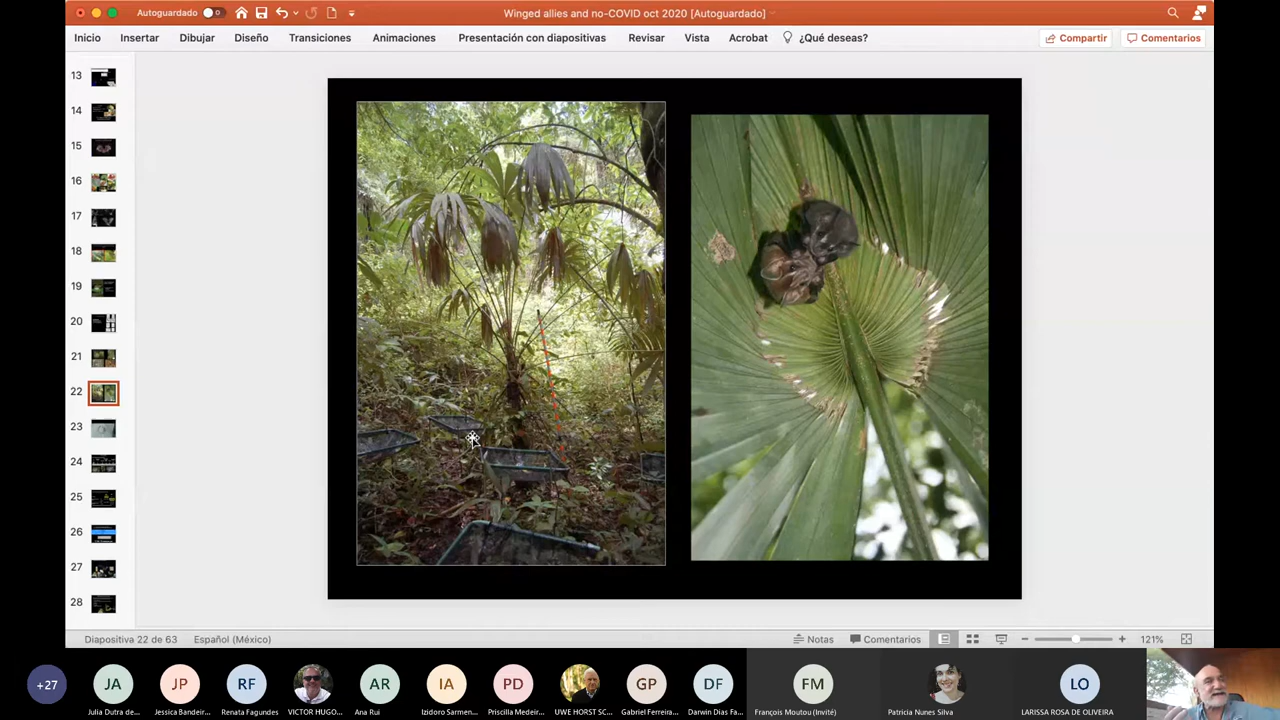 Autoguardado
Winged allies and no-COVID oct 2020 [Autoguardado]
Inicio Insertar Dibujar Diseño Transiciones Animaciones Presentación con diapositivas Revisar Vista Acrobat ¿Qué deseas? Compartir Comentarios
13
14
15
16
17
18
19
20
21
22
23
24
25
26
27
28
Diapositiva 22 de 63 Español (México) Notas Comentarios 121%
+27 JA JP RF AR IA PD GP DF FM LO
Julia Dutra de... Jessica Bandeir... Renata Fagundes VICTOR HUGO... Ana Rui Izidoro Sarmen... Priscilla Medeir... UWE HORST SC... Gabriel Ferreira... Darwin Dias Fa... François Moutou (Invité) Patricia Nunes Silva LARISSA ROSA DE OLIVEIRA